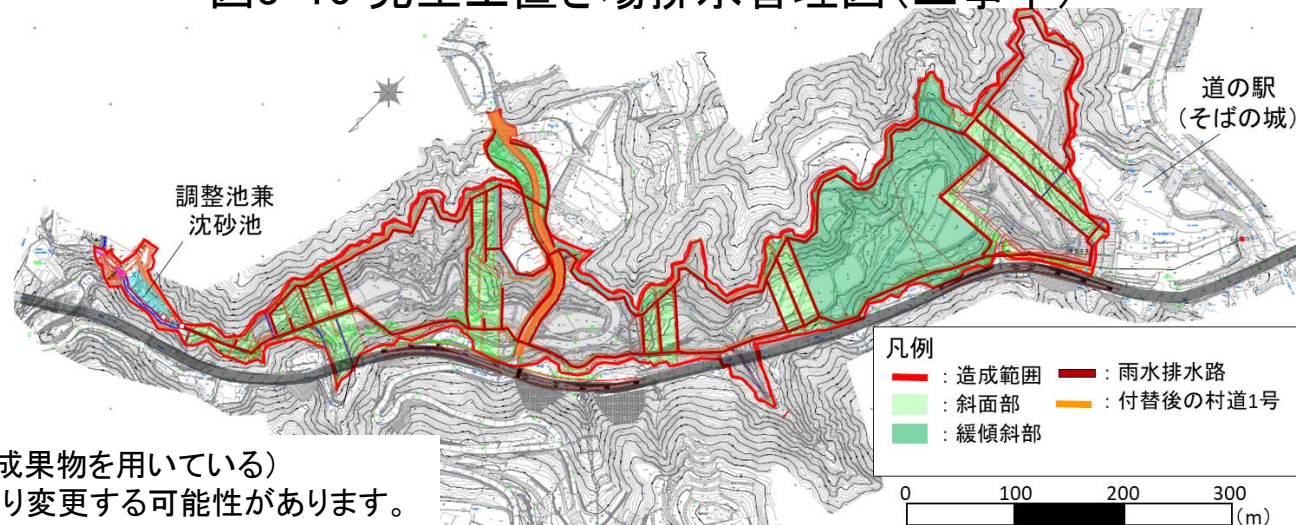 道の駅
(そばの城)
調整池兼
沈砂池
凡例
：造成範囲
：雨水排水路
：斜面部
：付替後の村道1号
：緩傾斜部
成果物を用いている)
り変更する可能性があります。
0 100 200 300
(m)